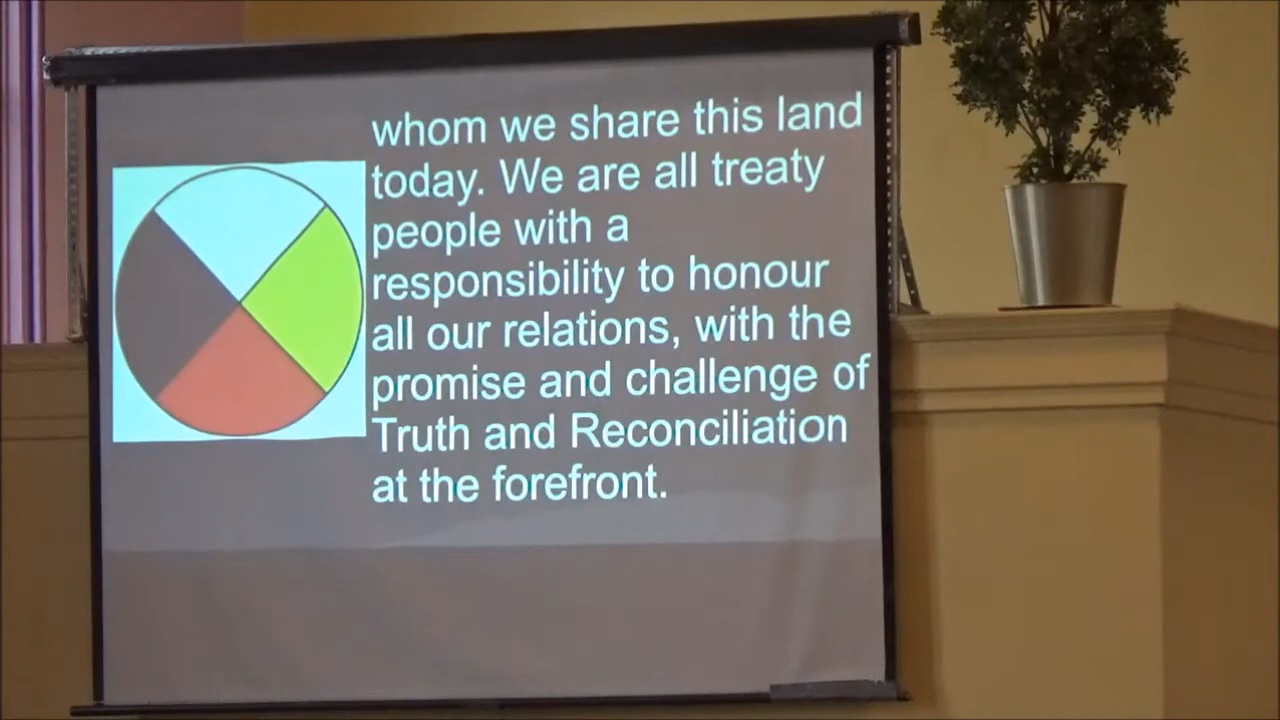 whom we share this land
today. We are all treaty
people with a
responsibility to honour
all our relations, with the
promise and challenge of
Truth and Reconciliation
at the forefront.